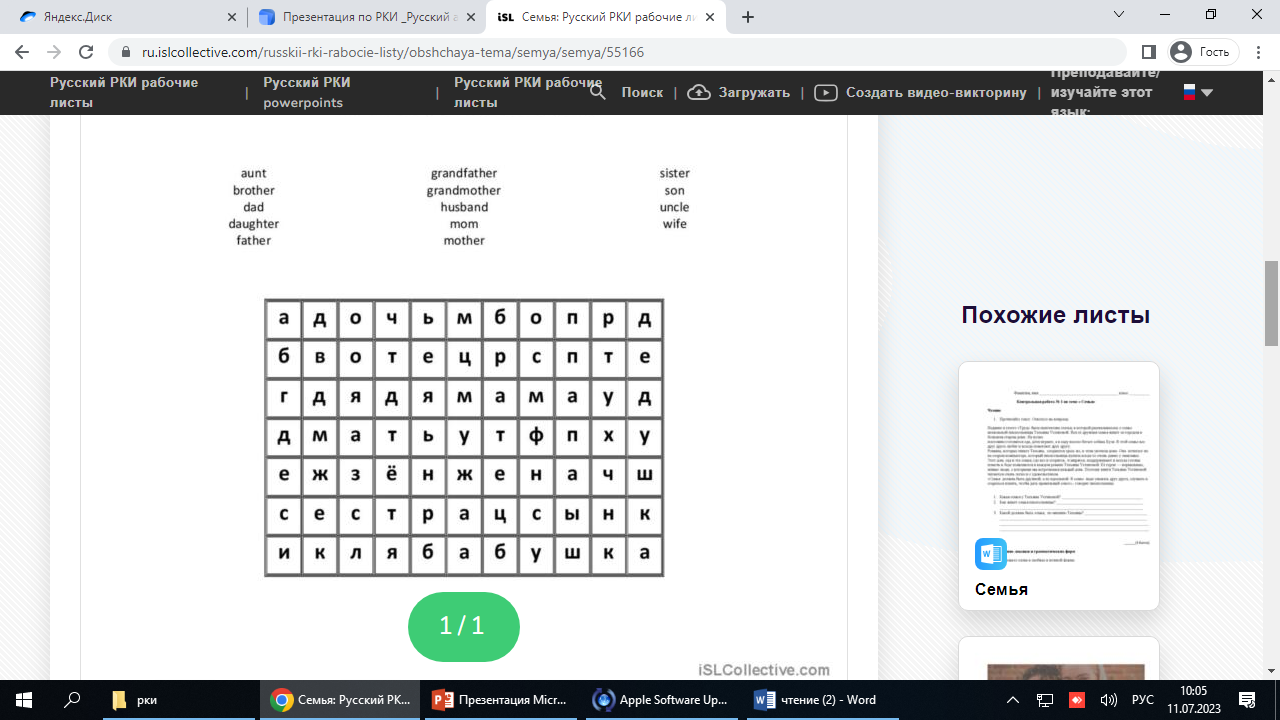 Яндекс.Диск
Презентация по РКИ _Русский а
iSL Семья: Русский РКИ рабочие ли
ru.islcollective.com/russkii-rki-rabocie-listy/obshchaya-tema/semya/semya/55166
Гость
Русский РКИ рабочие листы
Русский РКИ powerpoints
Русский РКИ рабочие листы
Поиск
Загружать
Создать видео-викторину
Преподавайте/
изучайте этот
язык:
aunt
brother
dad
daughter
father
grandfather
grandmother
husband
mom
mother
sister
son
uncle
wife
а д о ч ь м б о п р д
б в о т е ц р с п т е
г д я д я м а м а у д
д м а т ь у т ф п х у
е ж з ё н ж е н а ч ш
с е с т р а ц с ы н к
и к л я б а б у ш к а
1 / 1
iSLCollective.com
Похожие листы
Семья
рки
Семья: Русский РК...
Презентация Micr...
Apple Software Up...
чтение (2) - Word
РУС
10:05
11.07.2023